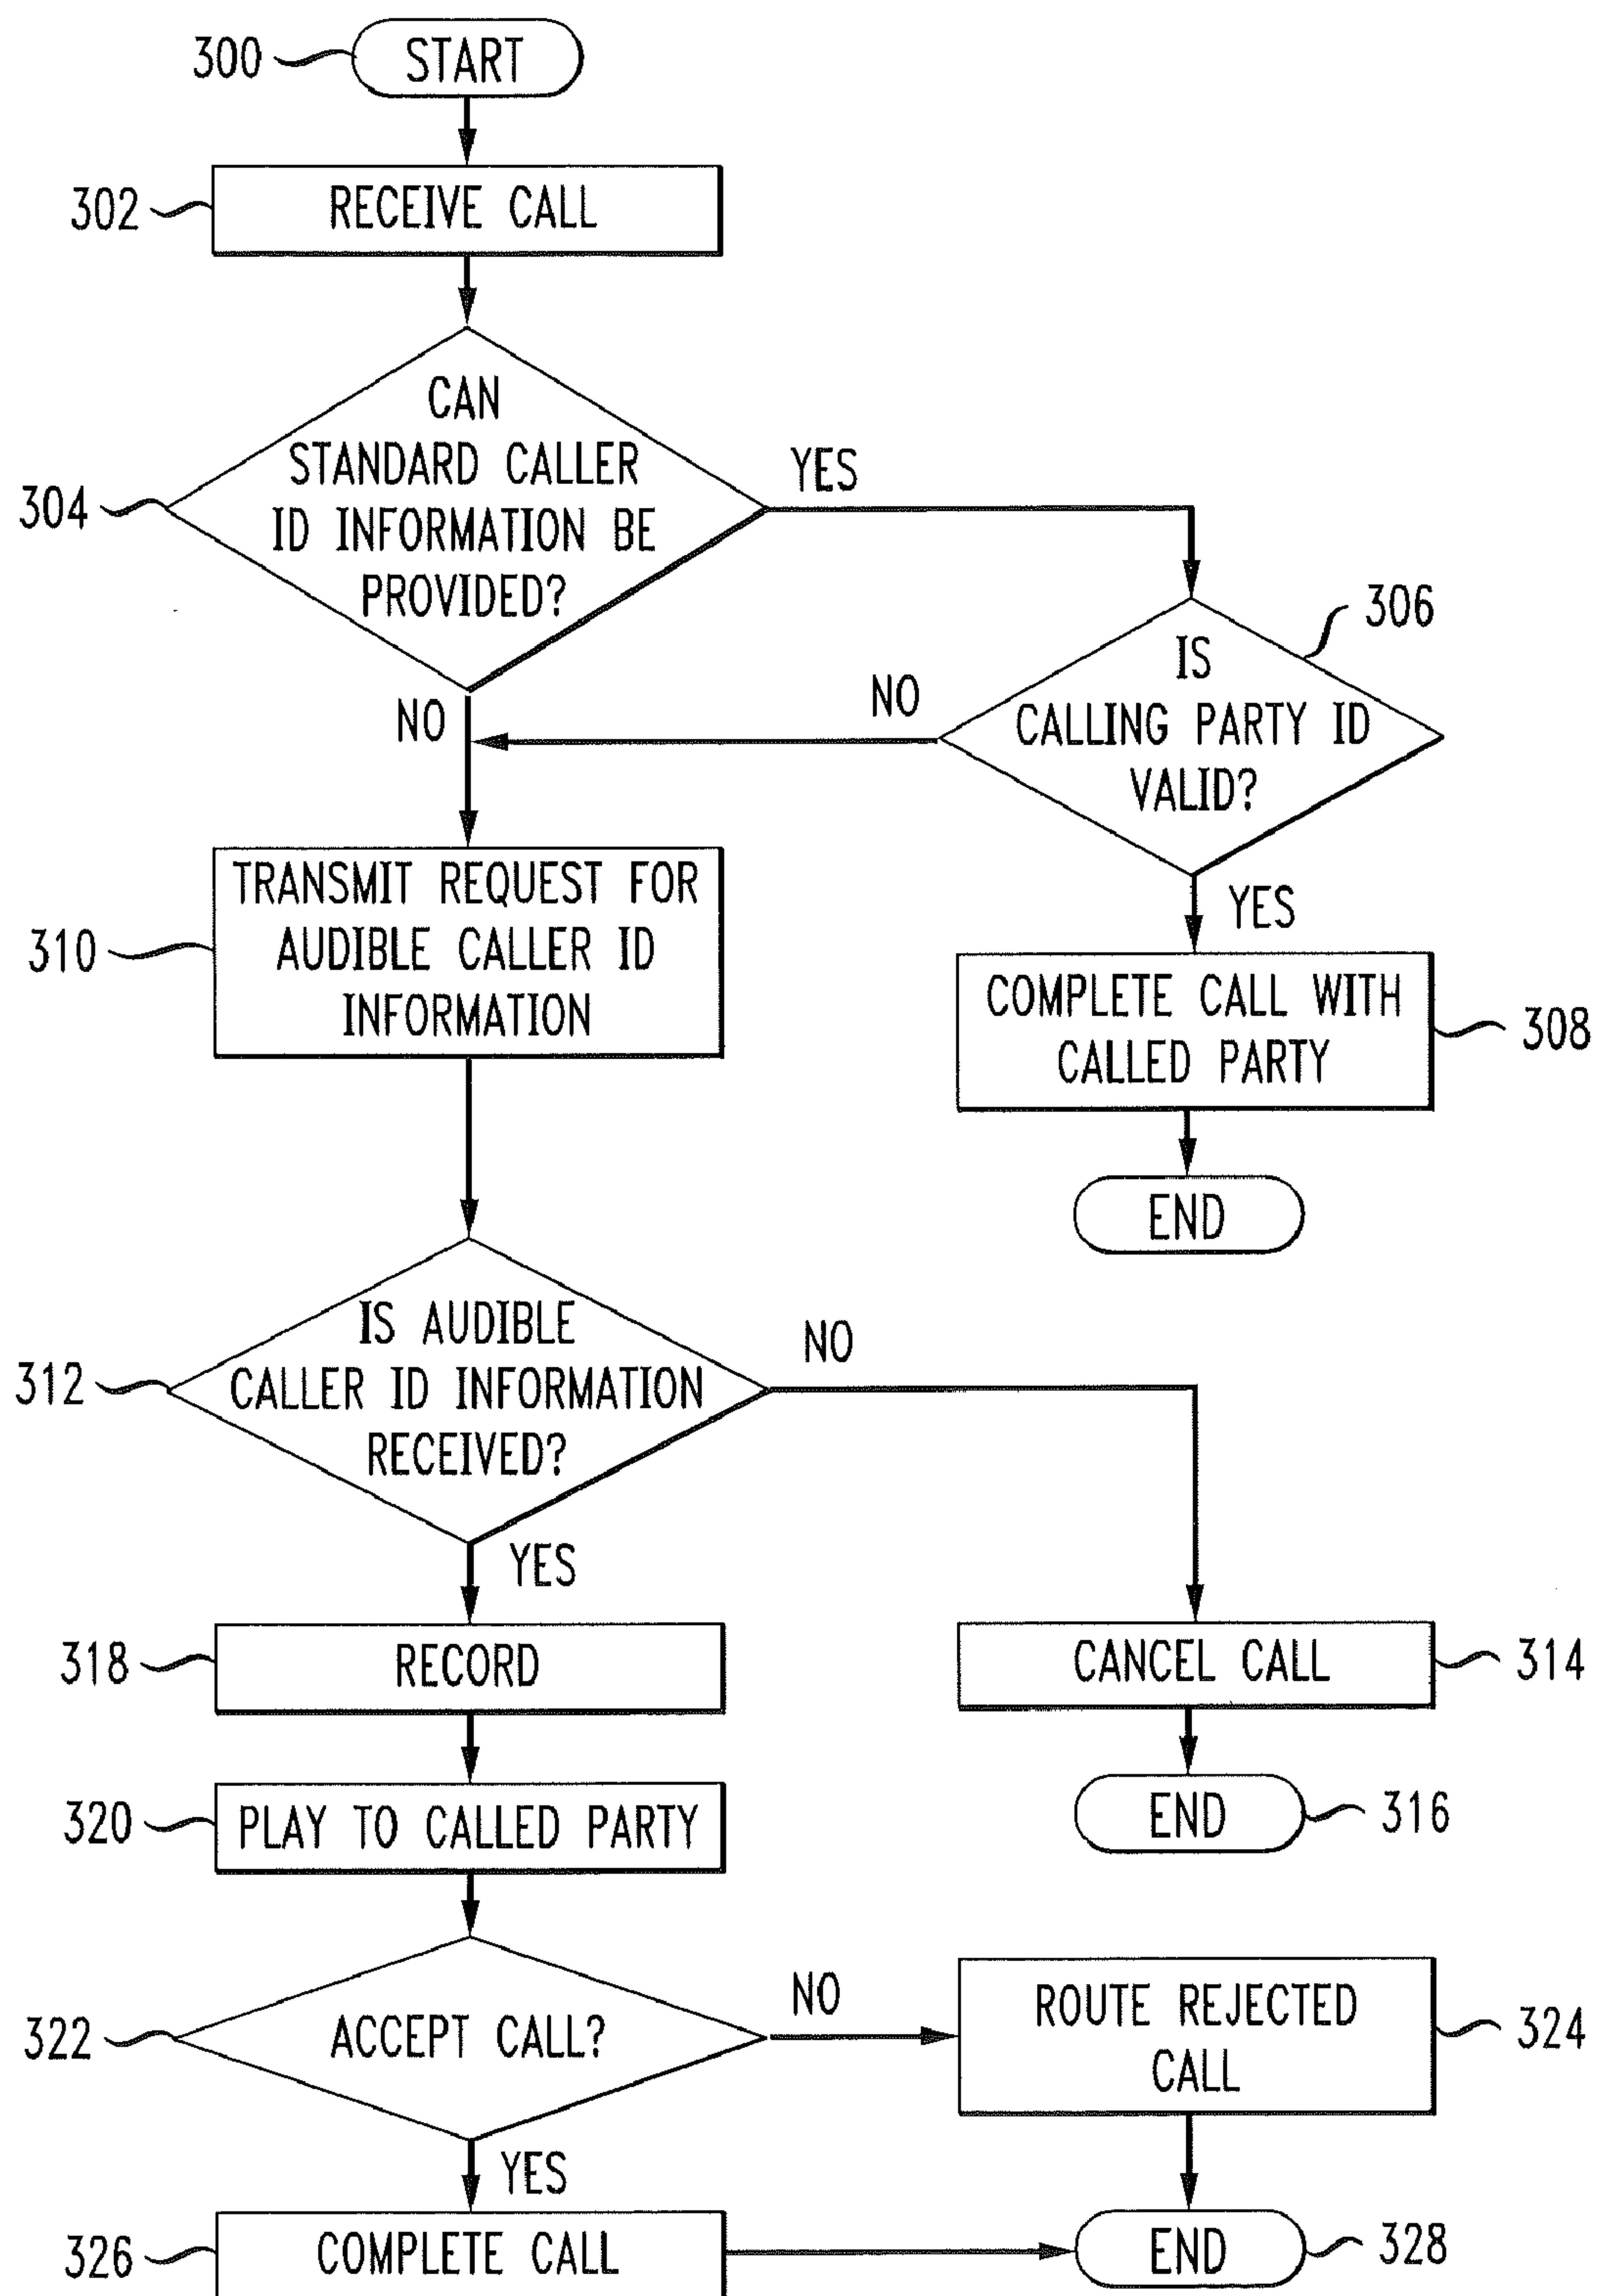 300
START
302
RECEIVE CALL
304
CAN
STANDARD CALLER
ID INFORMATION BE
PROVIDED?
YES
NO
306
IS
CALLING PARTY ID
VALID?
NO
YES
310
TRANSMIT REQUEST FOR
AUDIBLE CALLER ID
INFORMATION
COMPLETE CALL WITH
CALLED PARTY
308
END
312
IS AUDIBLE
CALLER ID INFORMATION
RECEIVED?
NO
YES
318
RECORD
CANCEL CALL
314
320
PLAY TO CALLED PARTY
END
316
322
ACCEPT CALL?
NO
ROUTE REJECTED
CALL
324
YES
326
COMPLETE CALL
END
328